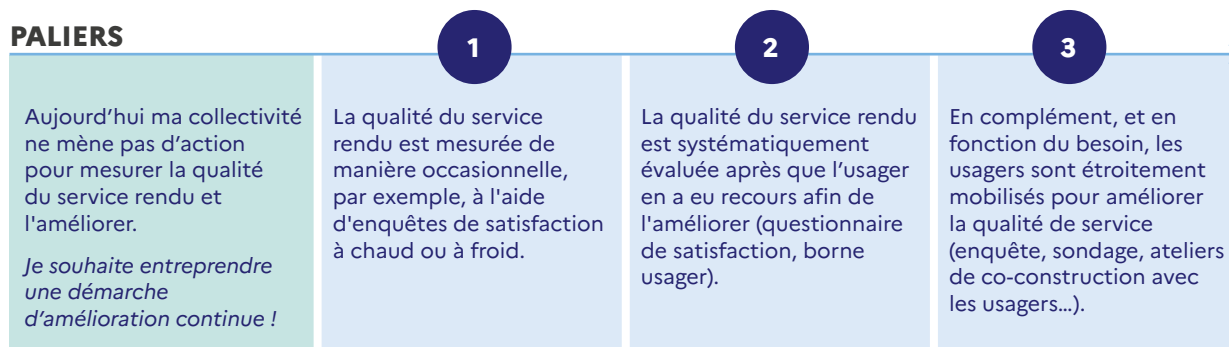 PALIERS
1
2
3
Aujourd’hui ma collectivité
ne mène pas d’action
pour mesurer la qualité
du service rendu et
l'améliorer.
Je souhaite entreprendre
une démarche
d’amélioration continue !
La qualité du service
rendu est mesurée de
manière occasionnelle,
par exemple, à l'aide
d'enquêtes de satisfaction
à chaud ou à froid.
La qualité du service rendu
est systématiquement
évaluée après que l’usager
en a eu recours afin de
l'améliorer (questionnaire
de satisfaction, borne
usager).
En complément, et en
fonction du besoin, les
usagers sont étroitement
mobilisés pour améliorer
la qualité de service
(enquête, sondage, ateliers
de co-construction avec
les usagers…).